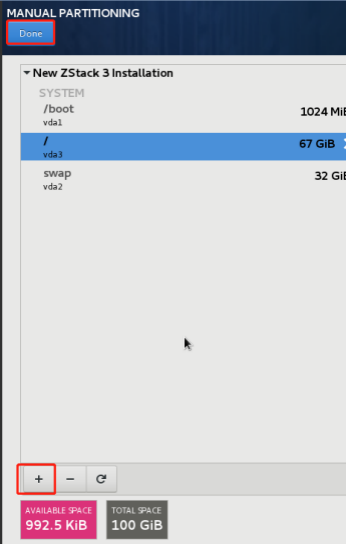 MANUAL PARTITIONING
Done
New ZStack 3 Installation
SYSTEM
/boot
1024 MiB
vda1
/
67 GiB
vda3
swap
32 GiB
vda2
+
-
AVAILABLE SPACE
992.5 KiB
TOTAL SPACE
100 GiB